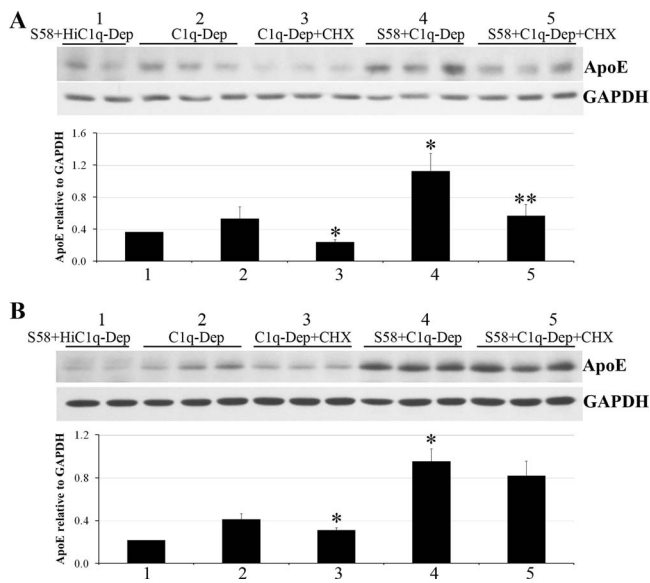 A
1 2 3 4 5
S58+HiC1q-Dep C1q-Dep C1q-Dep+CHX S58+C1q-Dep S58+C1q-Dep+CHX
ApoE
GAPDH
ApoE relative to GAPDH
1.6
1.2
0.8
0.4
0
* * **
1 2 3 4 5
B
1 2 3 4 5
S58+HiC1q-Dep C1q-Dep C1q-Dep+CHX S58+C1q-Dep S58+C1q-Dep+CHX
ApoE
GAPDH
ApoE relative to GAPDH
1.2
0.8
0.4
0.0
* *
1 2 3 4 5